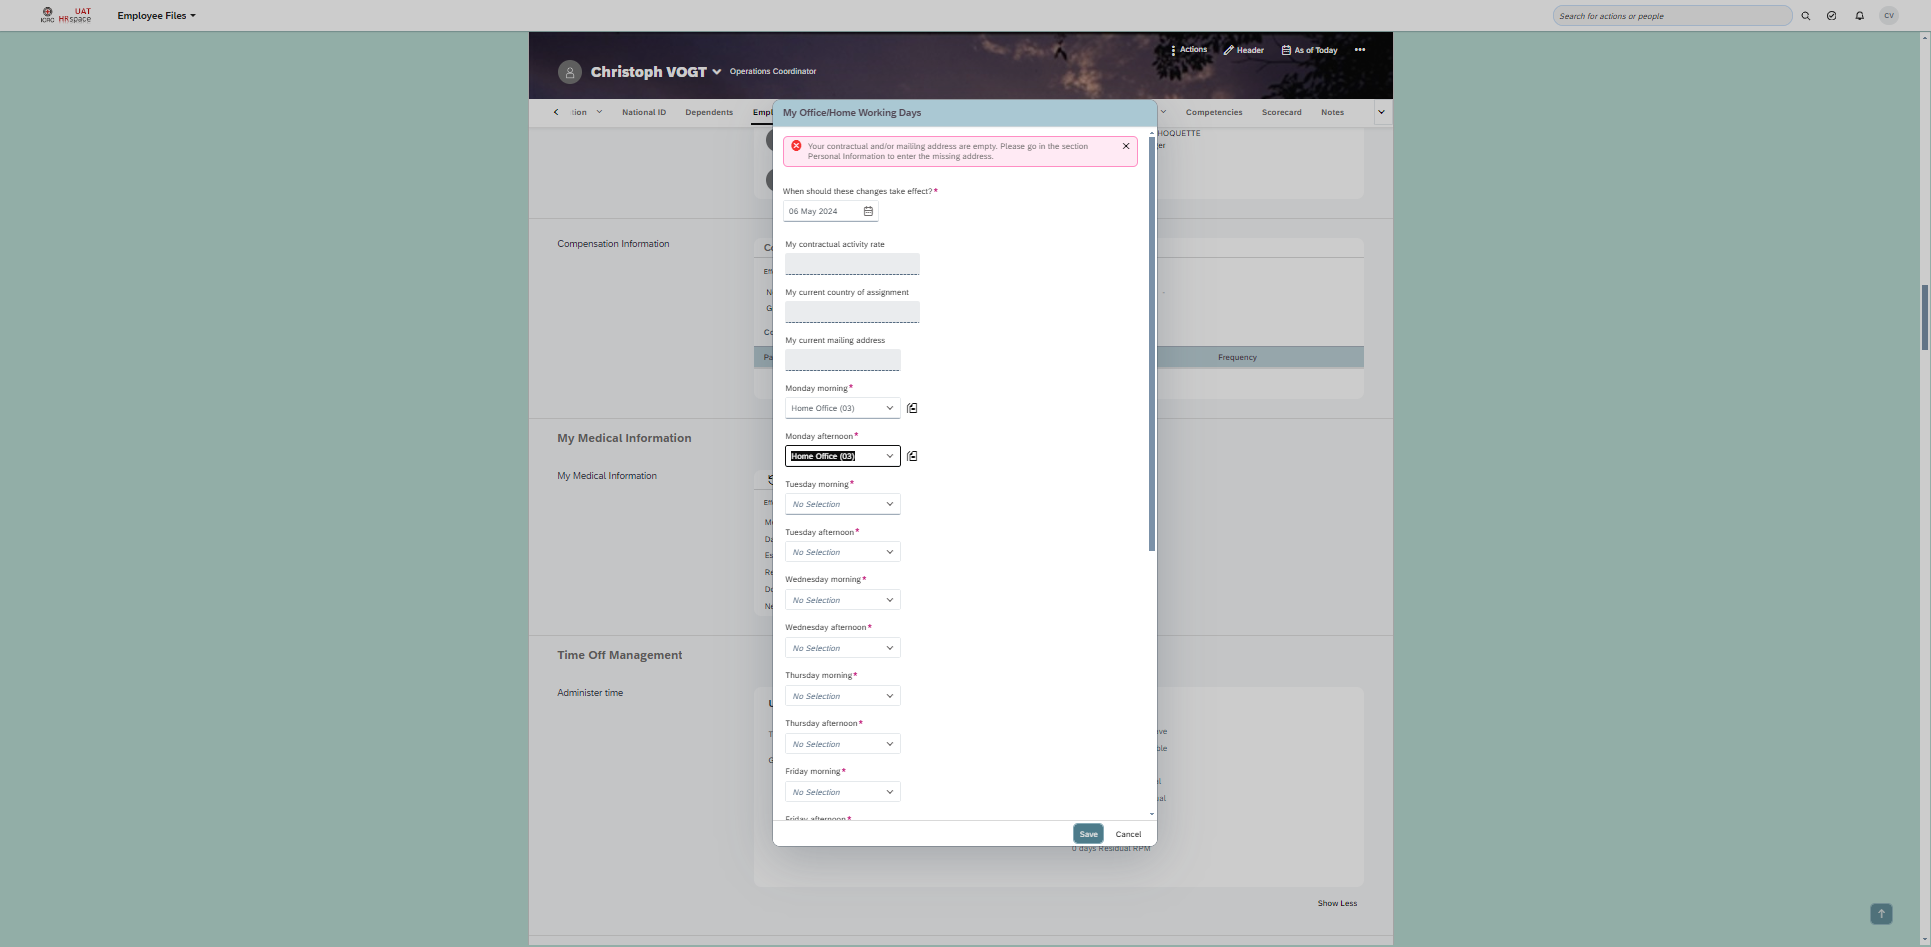 UAT
ICRC HRspace
Employee Files
Search for actions or people
CV
Actions
Header
As of Today
Christoph VOGT
Operations Coordinator
tion
National ID
Dependents
Empl
Competencies
Scorecard
Notes
My Office/Home Working Days
HOQUETTE
ger
Your contractual and/or maililng address are empty. Please go in the section
Personal Information to enter the missing address.
When should these changes take effect?*
06 May 2024
Compensation Information
My contractual activity rate
My current country of assignment
My current mailing address
Pa
Frequency
Monday morning*
Home Office (03)
My Medical Information
Monday afternoon*
Home Office (03)
My Medical Information
Tuesday morning*
No Selection
Tuesday afternoon*
No Selection
Wednesday morning*
No Selection
Wednesday afternoon*
No Selection
Time Off Management
Thursday morning*
No Selection
Administer time
Thursday afternoon*
No Selection
Friday morning*
No Selection
Friday afternoon*
Save
Cancel
0 days Residual RPM
Show Less